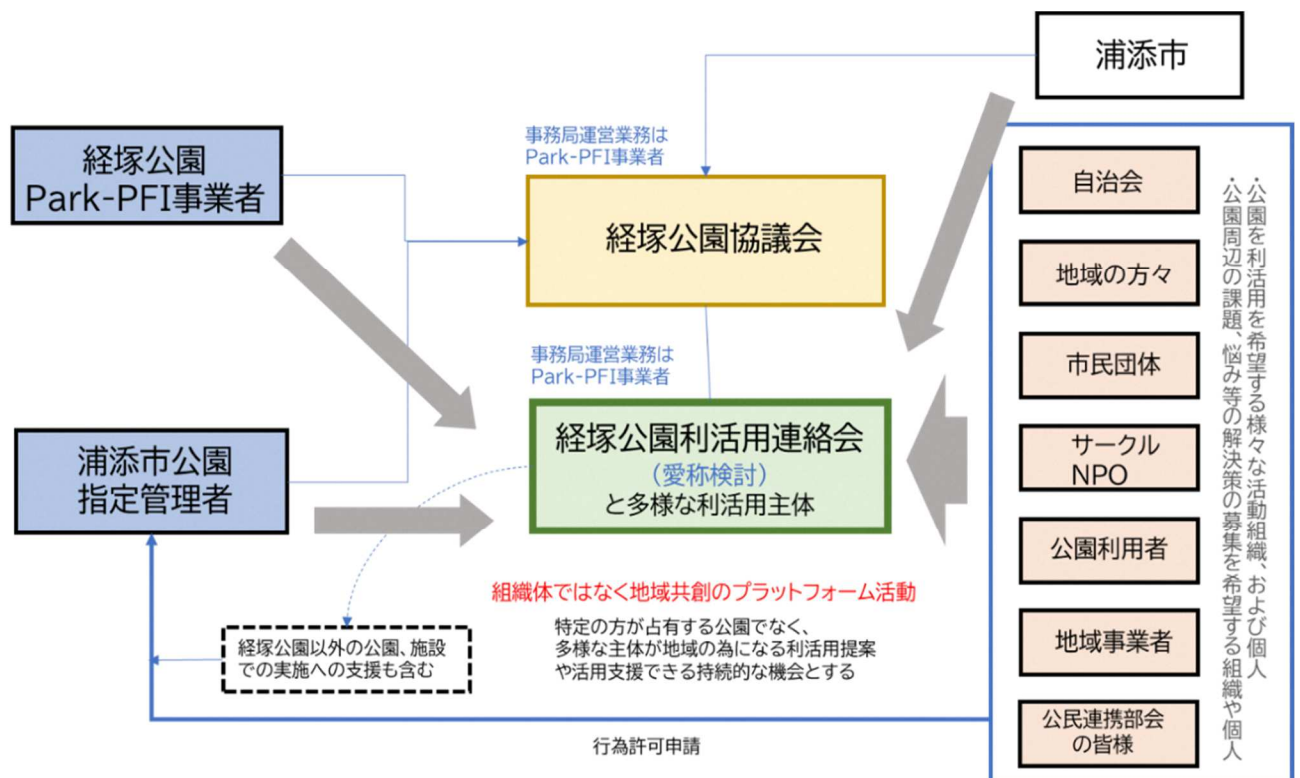 浦添市
経塚公園
Park-PFI事業者
事務局運営業務は
Park-PFI事業者
経塚公園協議会
事務局運営業務は
Park-PFI事業者
浦添市公園
指定管理者
経塚公園利活用連絡会
(愛称検討)
と多様な利活用主体
組織体ではなく地域共創のプラットフォーム活動
特定の方が占有する公園でなく、
多様な主体が地域の為になる利活用提案
や活用支援できる持続的な機会とする
経塚公園以外の公園、施設
での実施への支援も含む
行為許可申請
自治会
地域の方々
市民団体
サークル
NPO
公園利用者
地域事業者
公民連携部会
の皆様
・公園を利活用を希望する様々な活動組織、および個人
・公園周辺の課題、悩み等の解決策の募集を希望する組織や個人